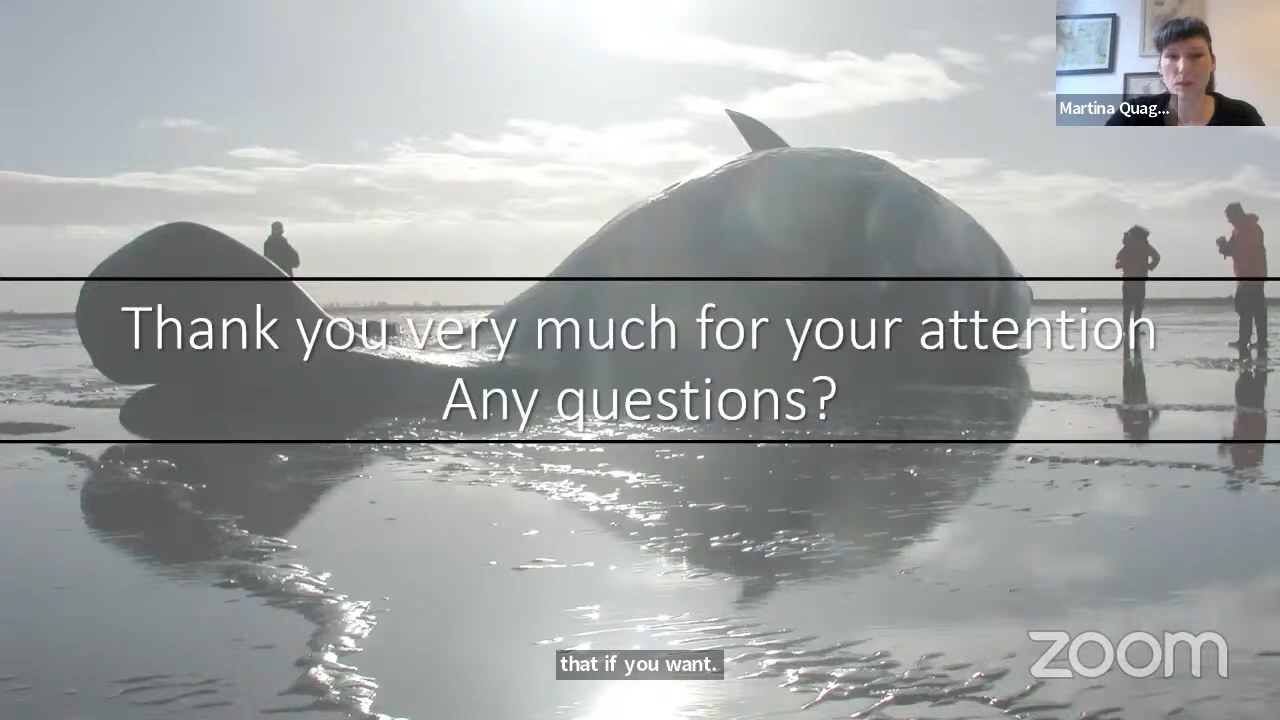 Martina Quag...
Thank you very much for your attention
Any questions?
zoom
that if you want.